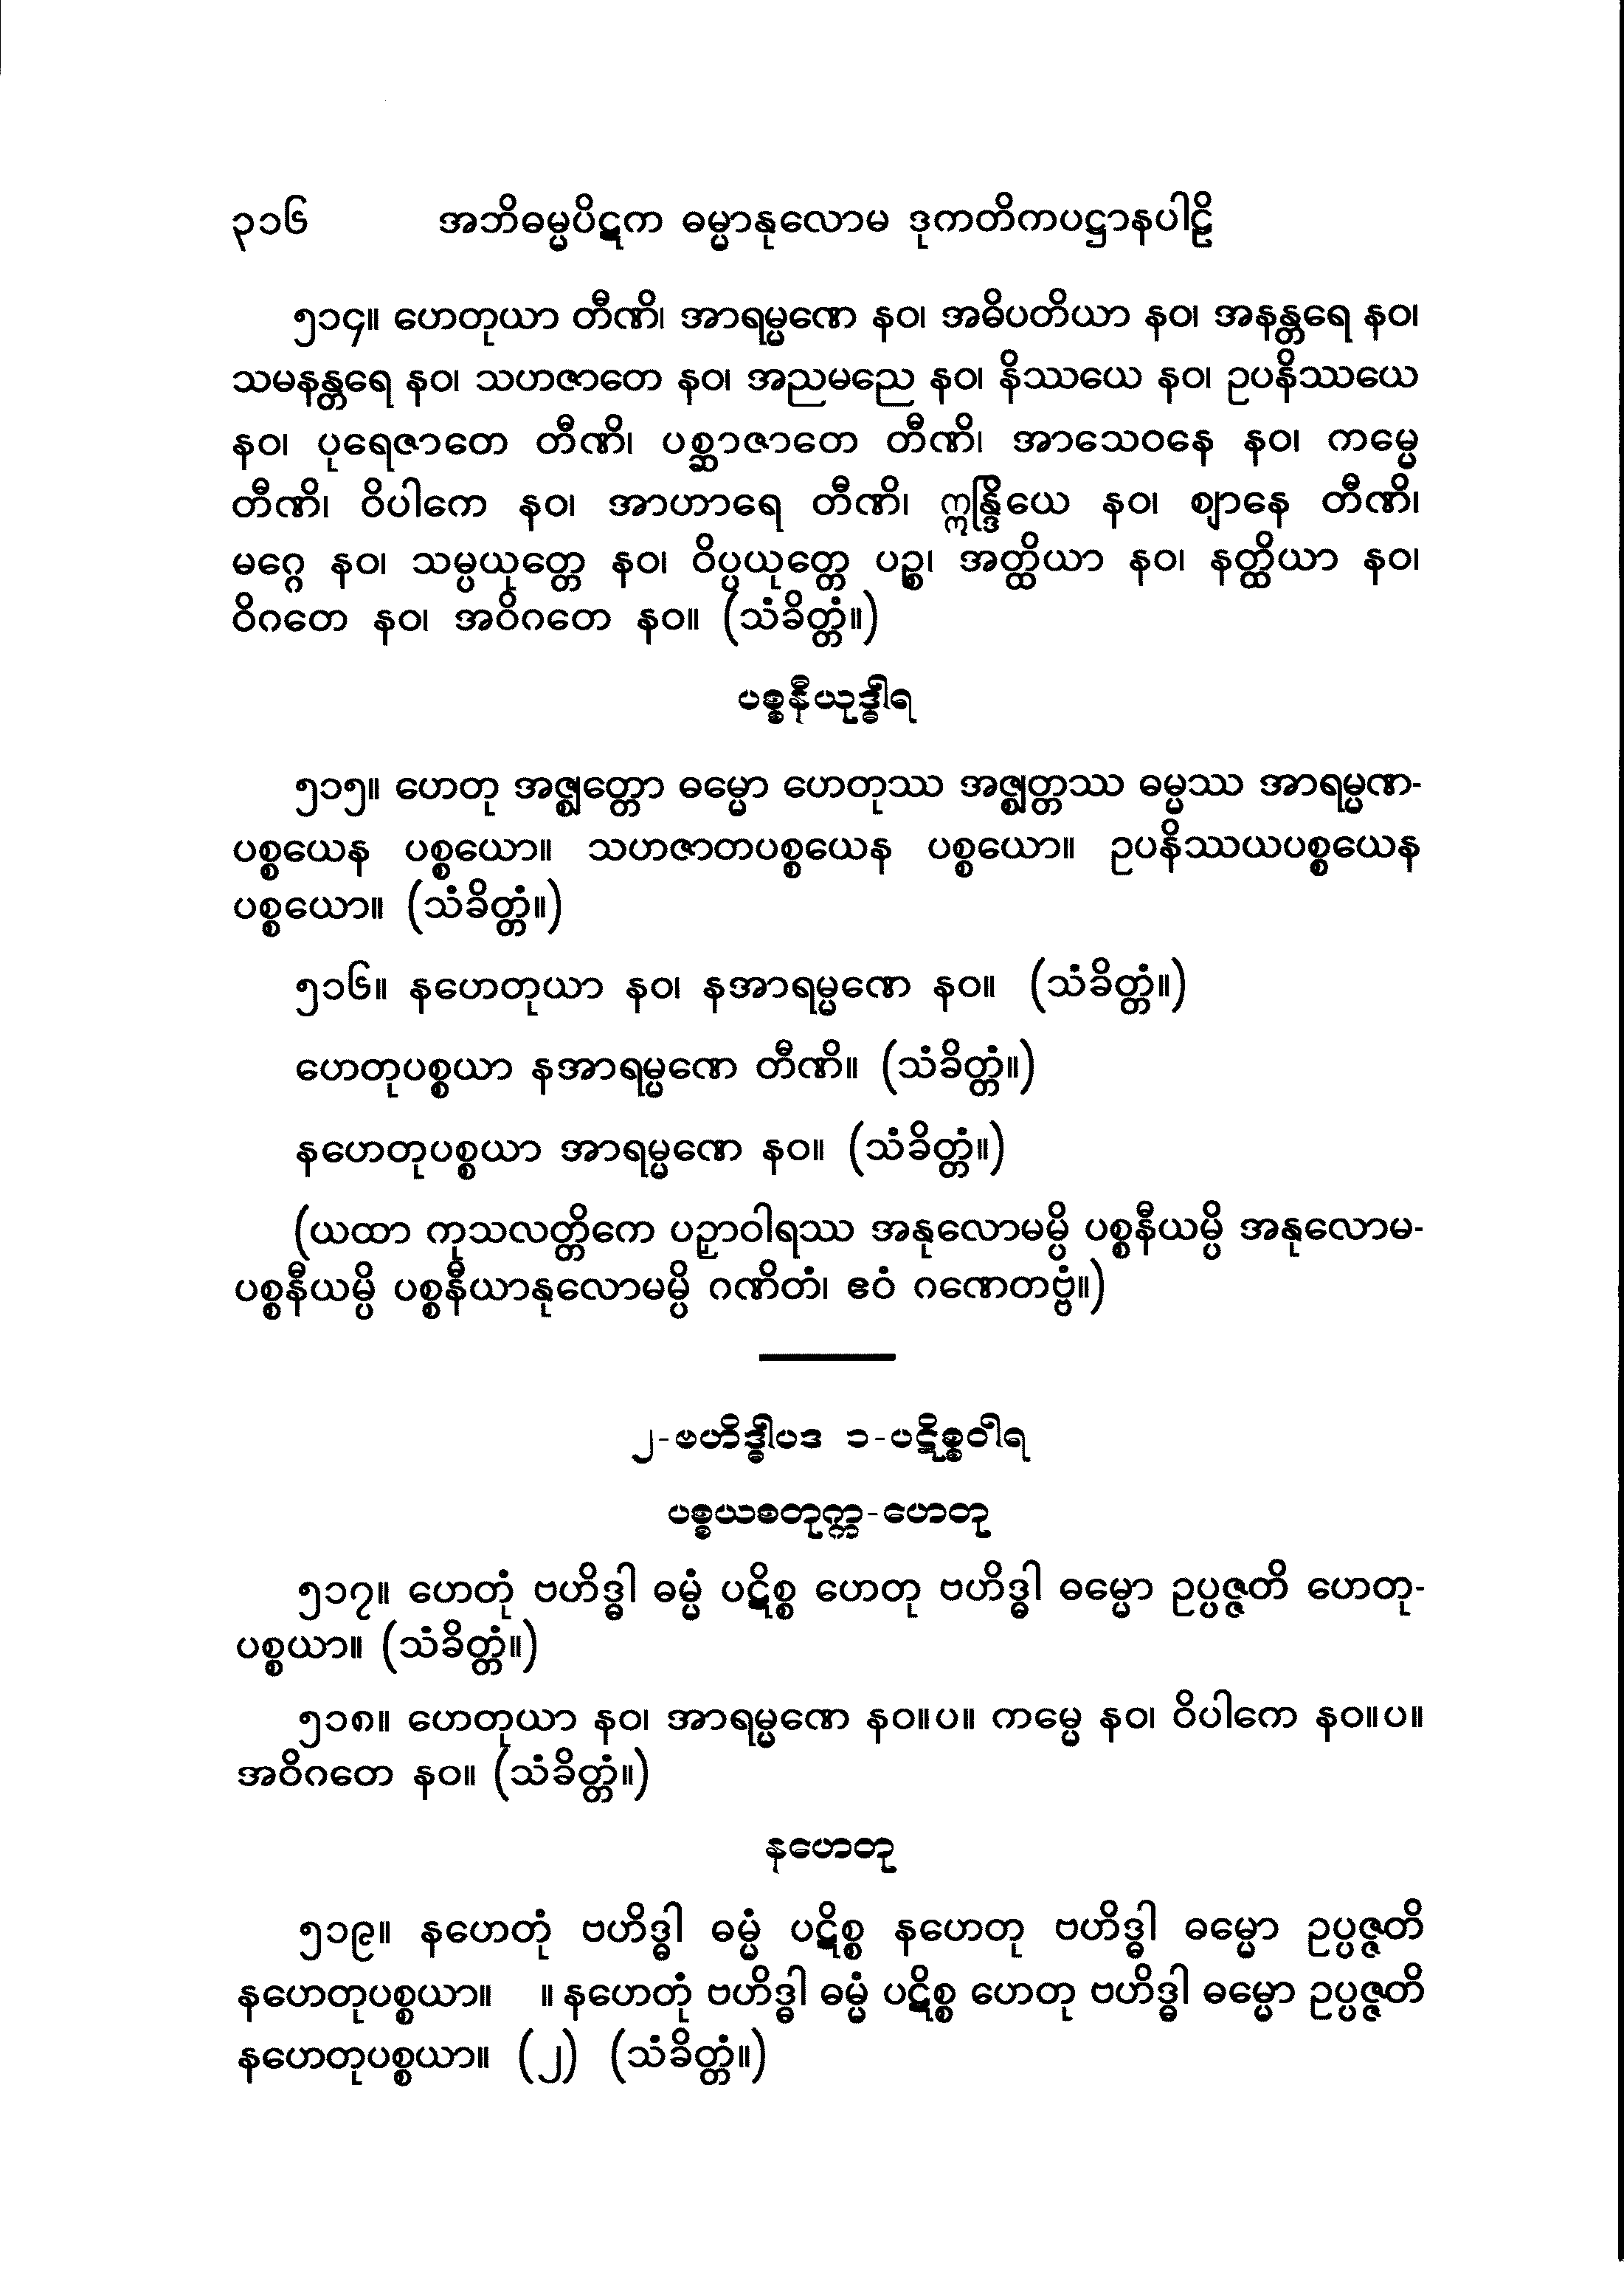 ၃၁၆ အဘိဓမ္မပိဋက ဓမ္မာနုလောမ ဒုကတိကပဋ္ဌာနပါဠိ
၅၁၄။ ဟေတုယာ တီဏိ၊ အာရမ္မဏေ နဝ၊ အဓိပတိယာ နဝ၊ အနန္တရေ နဝ၊
သမနန္တရေ နဝ၊ သဟဇာတေ နဝ၊ အညမညေ နဝ၊ နိဿယေ နဝ၊ ဥပနိဿယေ
နဝ၊ ပုရေဇာတေ တီဏိ၊ ပစ္ဆာဇာတေ တီဏိ၊ အာသေဝနေ နဝ၊ ကမ္မေ
တီဏိ၊ ဝိပါကေ နဝ၊ အာဟာရေ တီဏိ၊ ဣန္ဒြိယေ နဝ၊ ဈာနေ တီဏိ၊
မဂ္ဂေ နဝ၊ သမ္ပယုတ္တေ နဝ၊ ဝိပ္ပယုတ္တေ ပဉ္စ၊ အတ္ထိယာ နဝ၊ နတ္ထိယာ နဝ၊
ဝိဂတေ နဝ၊ အဝိဂတေ နဝ။ (သံခိတ္တံ။)
ပစ္စနီယုဒ္ဓါရ
၅၁၅။ ဟေတု အဇ္ဈတ္တော ဓမ္မော ဟေတုဿ အဇ္ဈတ္တဿ ဓမ္မဿ အာရမ္မဏ-
ပစ္စယေန ပစ္စယော။ သဟဇာတပစ္စယေန ပစ္စယော။ ဥပနိဿယပစ္စယေန
ပစ္စယော။ (သံခိတ္တံ။)
၅၁၆။ နဟေတုယာ နဝ၊ နအာရမ္မဏေ နဝ။ (သံခိတ္တံ။)
ဟေတုပစ္စယာ နအာရမ္မဏေ တီဏိ။ (သံခိတ္တံ။)
နဟေတုပစ္စယာ အာရမ္မဏေ နဝ။ (သံခိတ္တံ။)
(ယထာ ကုသလတ္တိကေ ပဉှာဝါရဿ အနုလောမမ္ပိ ပစ္စနီယမ္ပိ အနုလောမ-
ပစ္စနီယမ္ပိ ပစ္စနီယာနုလောမမ္ပိ ဂဏိတံ၊ ဧဝံ ဂဏေတဗ္ဗံ။)
၂-ဗဟိဒ္ဓါပဒ ၁-ပဋိစ္စဝါရ
ပစ္စယစတုက္က-ဟေတု
၅၁၇။ ဟေတုံ ဗဟိဒ္ဓါ ဓမ္မံ ပဋိစ္စ ဟေတု ဗဟိဒ္ဓါ ဓမ္မော ဥပ္ပဇ္ဇတိ ဟေတု-
ပစ္စယာ။ (သံခိတ္တံ။)
၅၁၈။ ဟေတုယာ နဝ၊ အာရမ္မဏေ နဝ။ပ။ ကမ္မေ နဝ၊ ဝိပါကေ နဝ။ပ။
အဝိဂတေ နဝ။ (သံခိတ္တံ။)
နဟေတု
၅၁၉။ နဟေတုံ ဗဟိဒ္ဓါ ဓမ္မံ ပဋိစ္စ နဟေတု ဗဟိဒ္ဓါ ဓမ္မော ဥပ္ပဇ္ဇတိ
နဟေတုပစ္စယာ။ ။ နဟေတုံ ဗဟိဒ္ဓါ ဓမ္မံ ပဋိစ္စ ဟေတု ဗဟိဒ္ဓါ ဓမ္မော ဥပ္ပဇ္ဇတိ
နဟေတုပစ္စယာ။ (၂) (သံခိတ္တံ။)